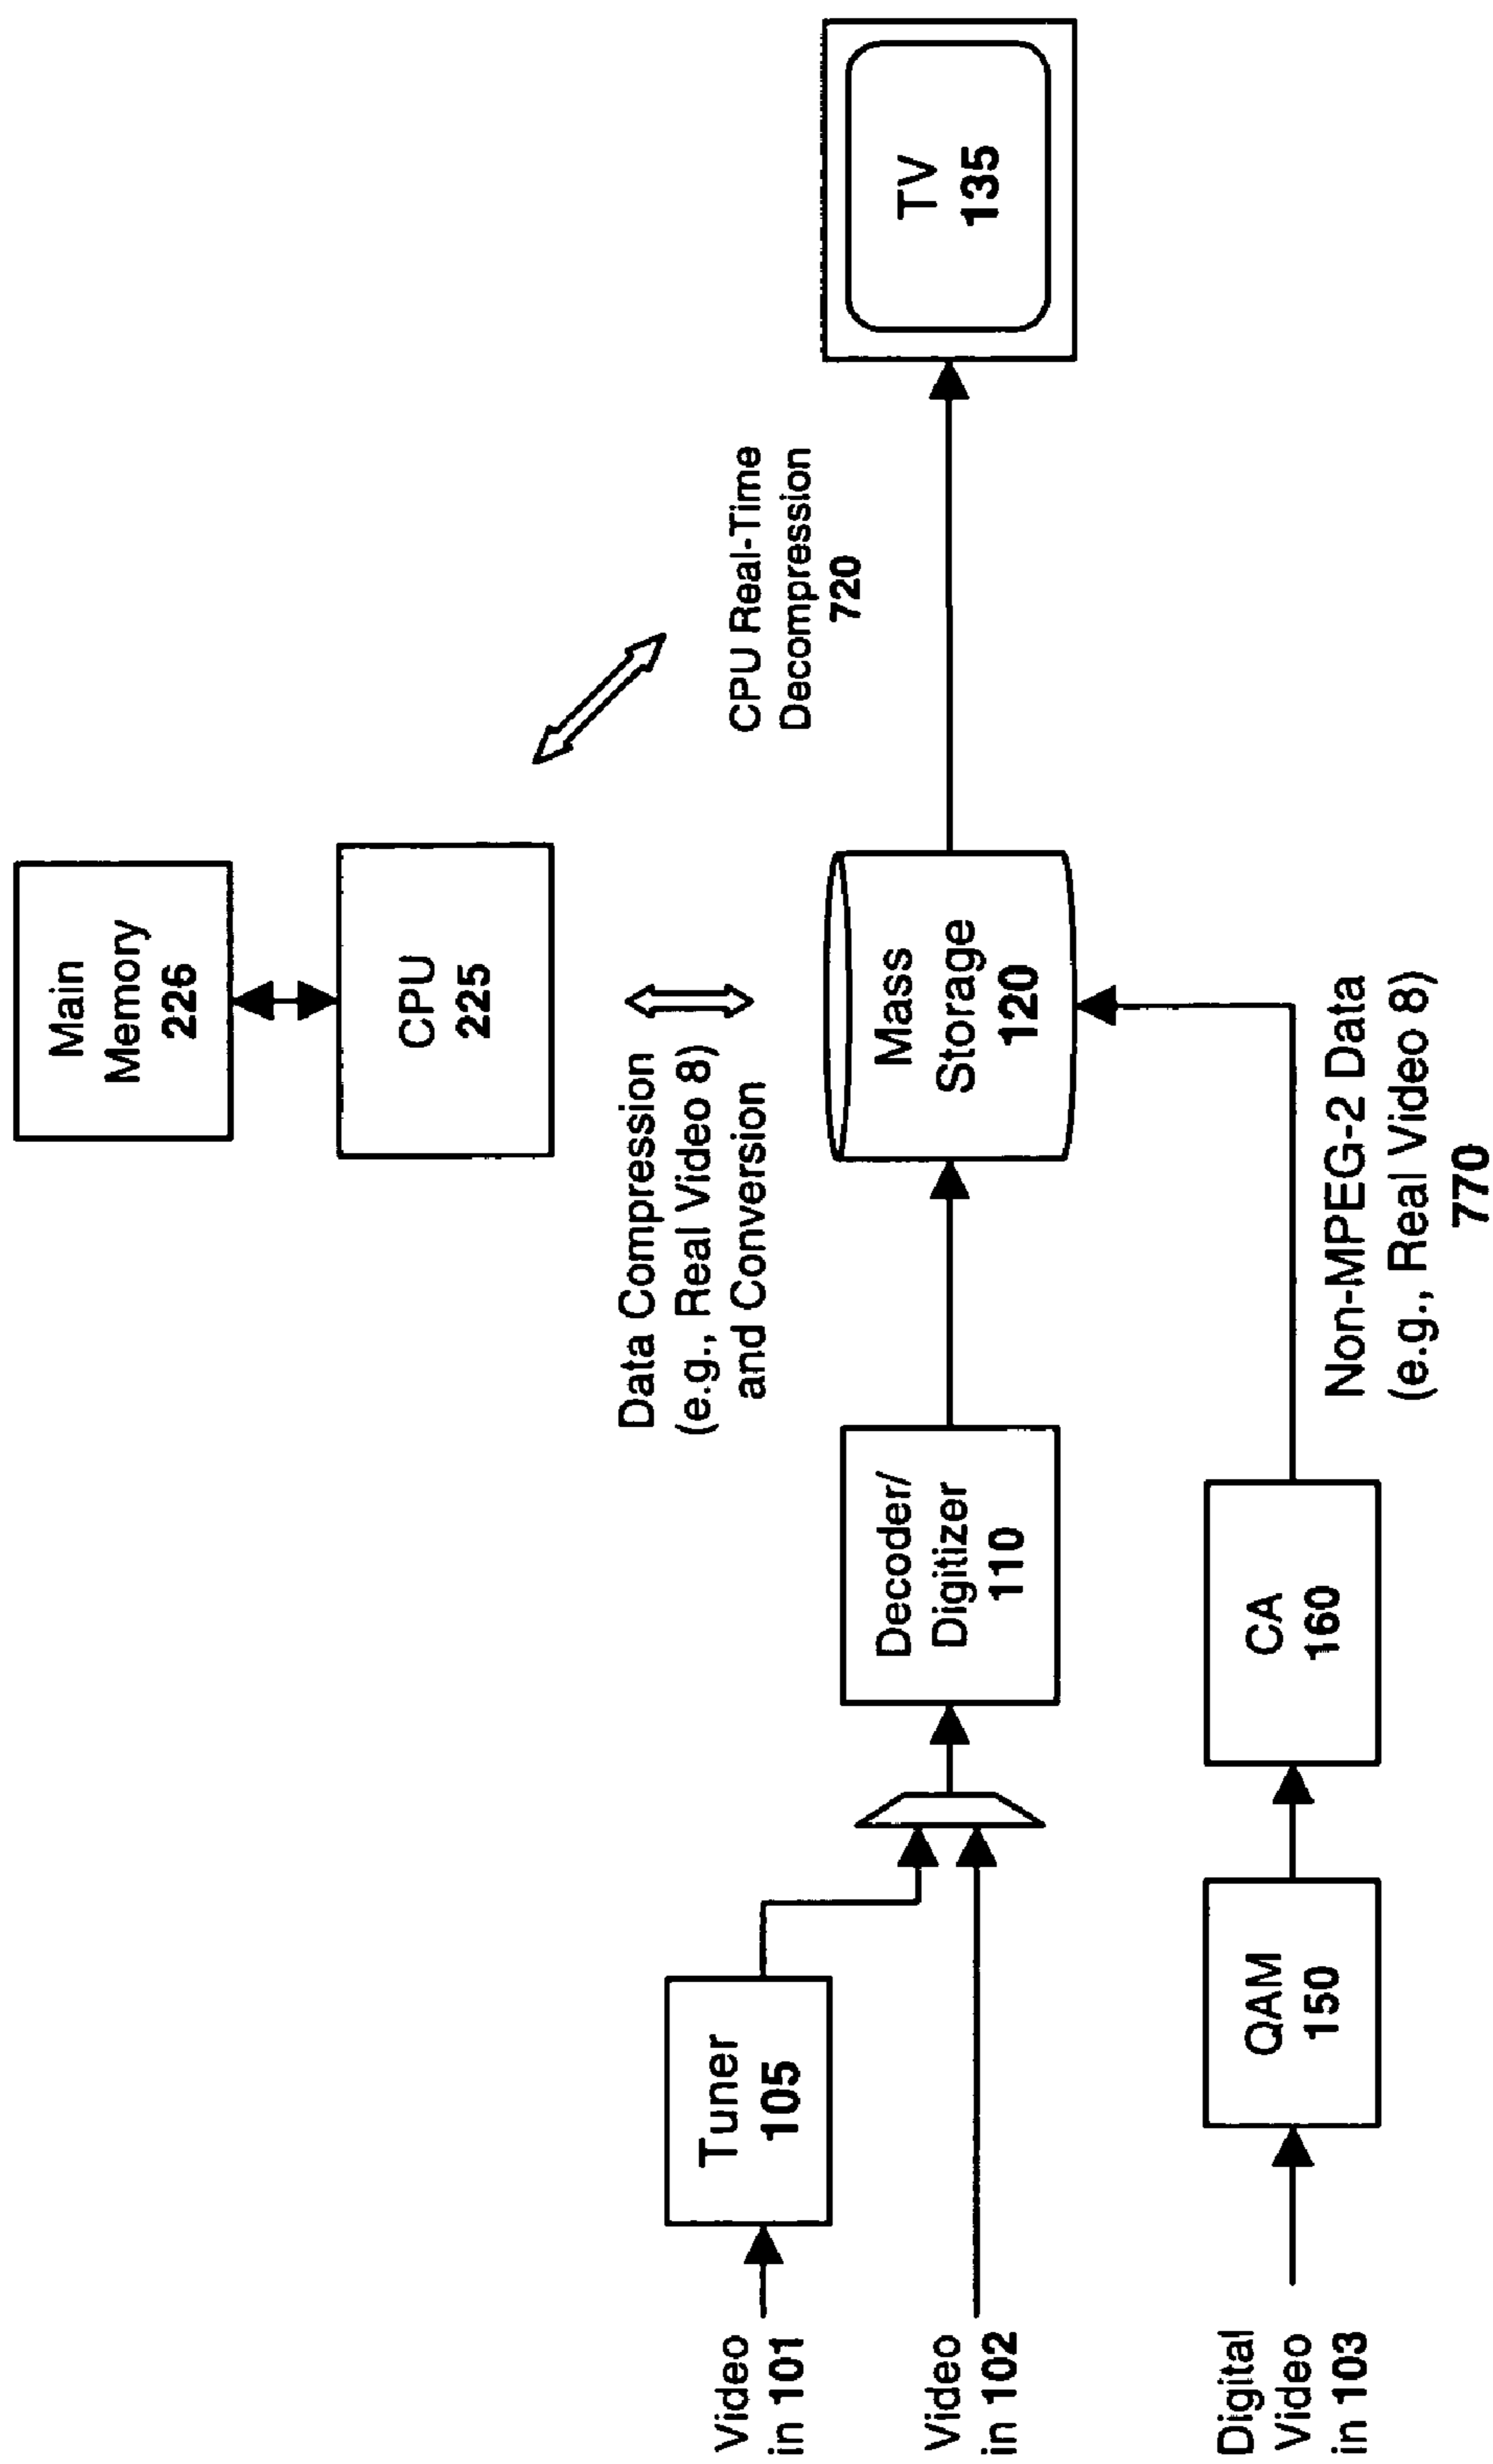 Main
Memory
226
CPU
225
Data Compression
(e.g., Real Video 8)
and Conversion
CPU Real-Time
Decompression
720
Video
in 101
Tuner
105
Video
in 102
Decoder/
Digitizer
110
Mass
Storage
120
TV
135
Digital
Video
in 103
QAM
150
CA
160
Non-MPEG-2 Data
(e.g., Real Video 8)
770